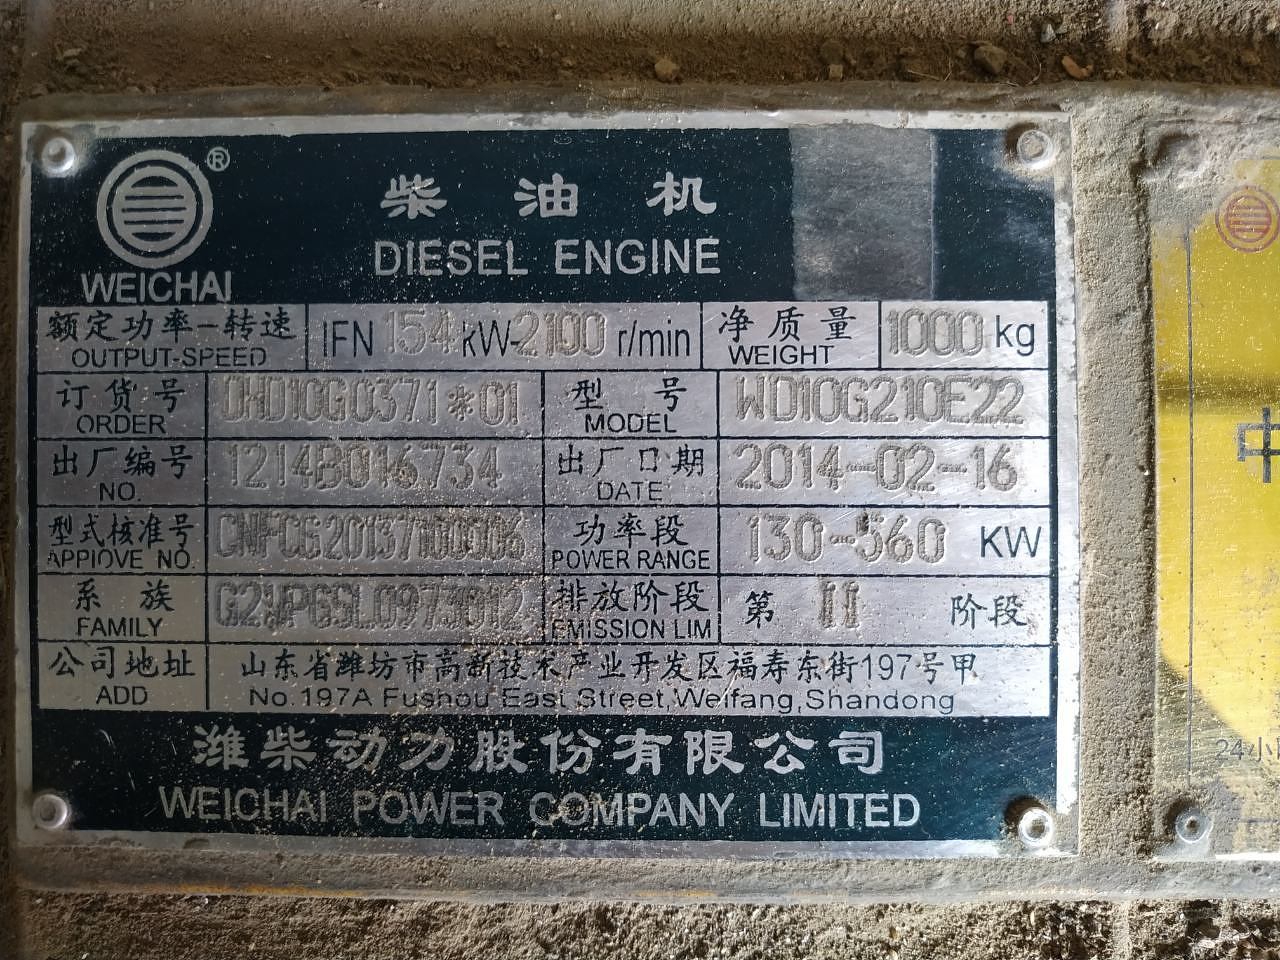 ®
WEICHAI
柴油机
DIESEL ENGINE
额定功率-转速 IFN 154 kW-2100 r/min 净质量 1000 kg
OUTPUT-SPEED WEIGHT
订货号 DHD10G0371*01 型号 WD10G210E22
ORDER MODEL
出厂编号 1214B016734 出厂日期 2014-02-16
NO. DATE
型式核准号 功率段 130-560 KW
APPIOVE NO. POWER RANGE
系族 排放阶段 第 II 阶段
FAMILY EMISSION LIM
公司地址 山东省潍坊市高新技术产业开发区福寿东街197号甲
ADD No.197A Fushou East Street,Weifang,Shandong
潍柴动力股份有限公司
WEICHAI POWER COMPANY LIMITED
中
24小